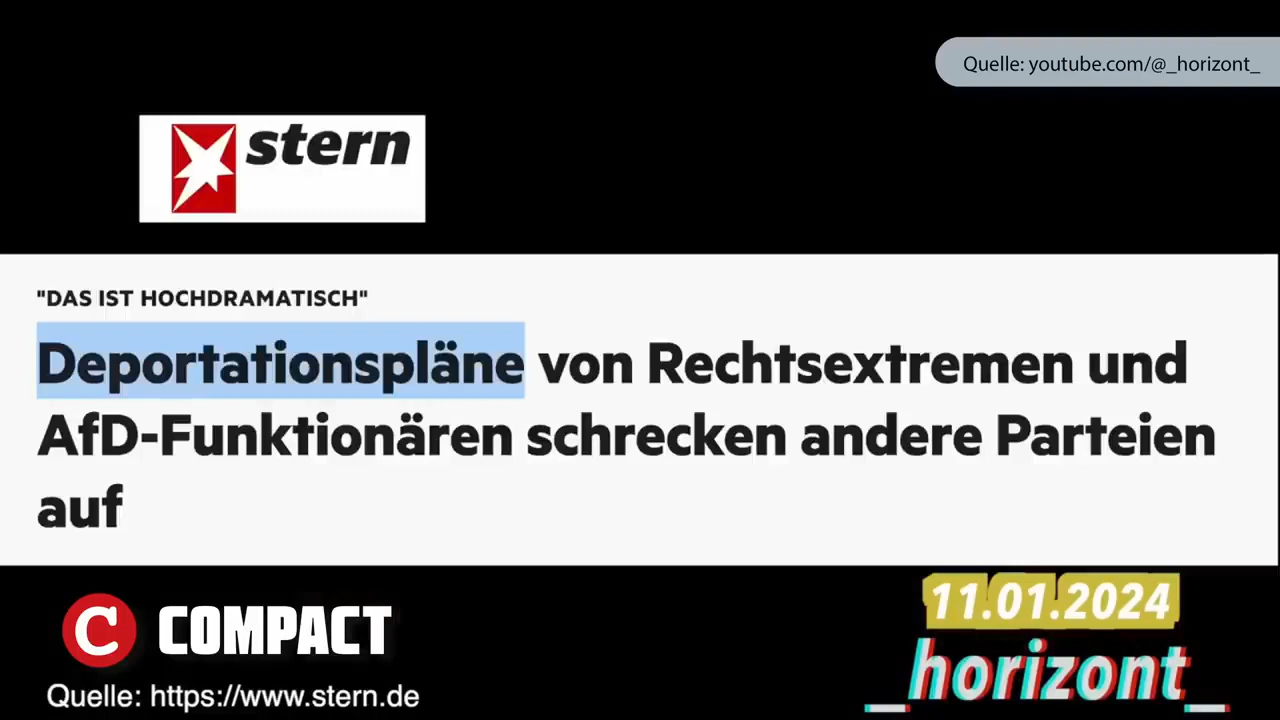 Quelle: youtube.com/@_horizont_
stern
"DAS IST HOCHDRAMATISCH"
Deportationspläne von Rechtsextremen und
AfD-Funktionären schrecken andere Parteien
auf
C COMPACT
Quelle: https://www.stern.de
11.01.2024
_horizont_